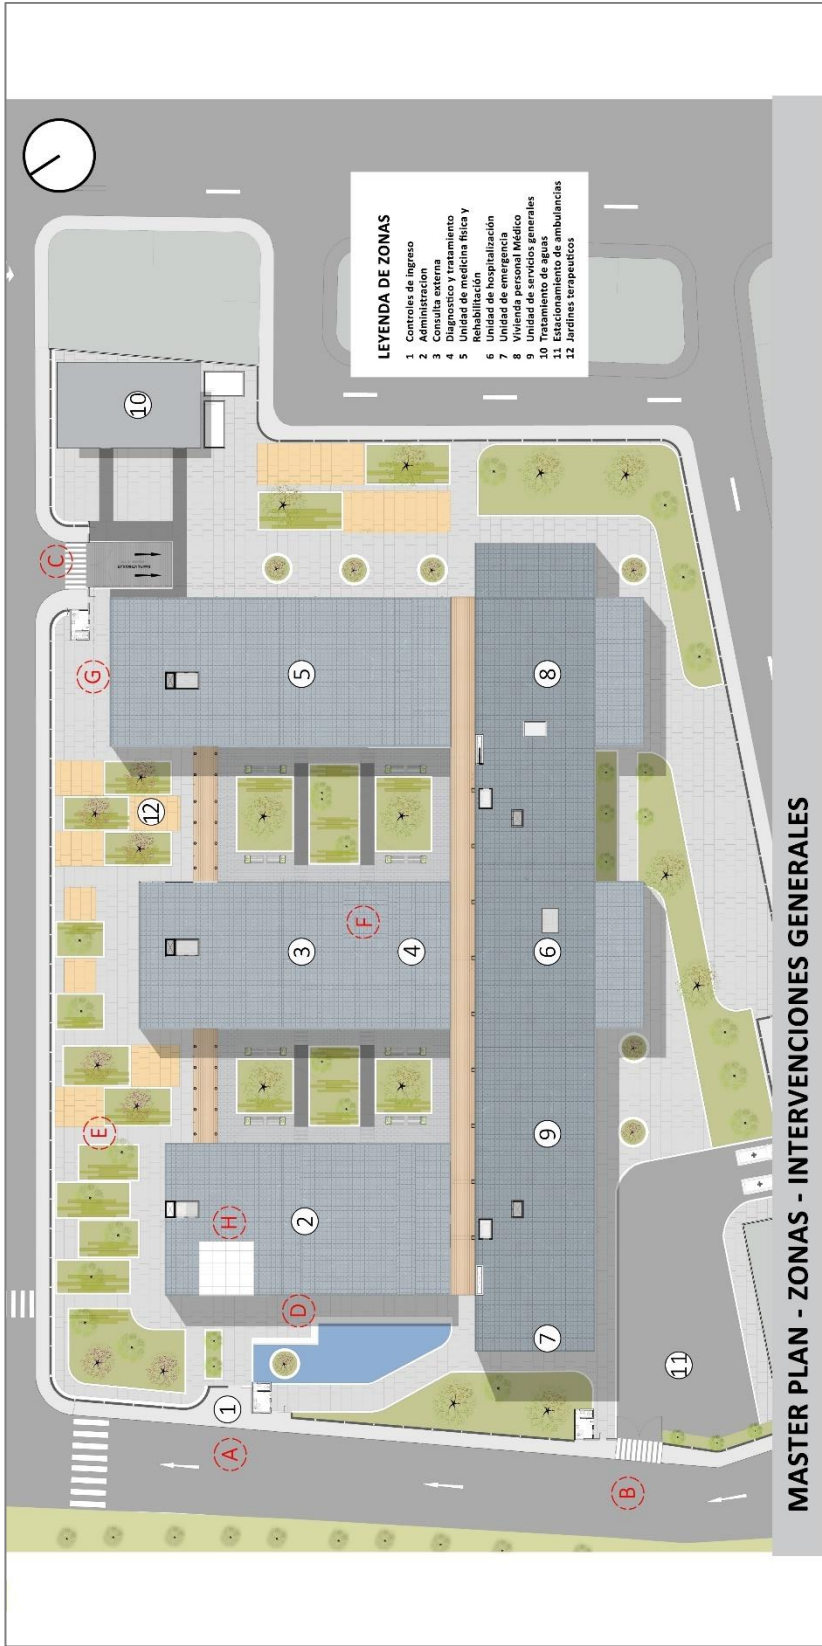 MASTER PLAN - ZONAS - INTERVENCIONES GENERALES
LEYENDA DE ZONAS
1 Controles de ingreso
2 Administracion
3 Consulta externa
4 Diagnostico y tratamiento
5 Unidad de medicina fisica y
Rehabilitación
6 Unidad de hospitalización
7 Unidad de emergencia
8 Vivienda personal Médico
9 Unidad de servicios generales
10 Tratamiento de aguas
11 Estacionamiento de ambulancias
12 Jardines terapeuticos
A
B
C
D
E
F
G
H
1
2
3
4
5
6
7
8
9
10
11
12